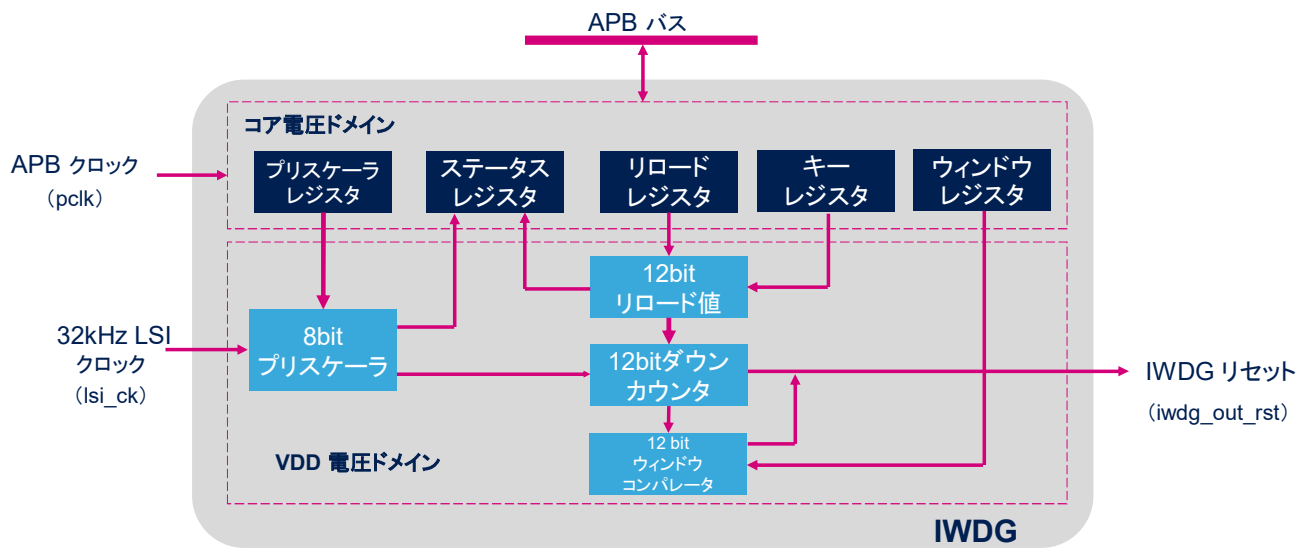 APB バス
コア電圧ドメイン
APB クロック
（pclk）
プリスケーラ
レジスタ
ステータス
レジスタ
リロード
レジスタ
キー
レジスタ
ウィンドウ
レジスタ
12bit
リロード値
32kHz LSI
クロック
（lsi_ck）
8bit
プリスケーラ
12bitダウン
カウンタ
IWDG リセット
（iwdg_out_rst）
12 bit
ウィンドウ
コンパレータ
VDD 電圧ドメイン
IWDG